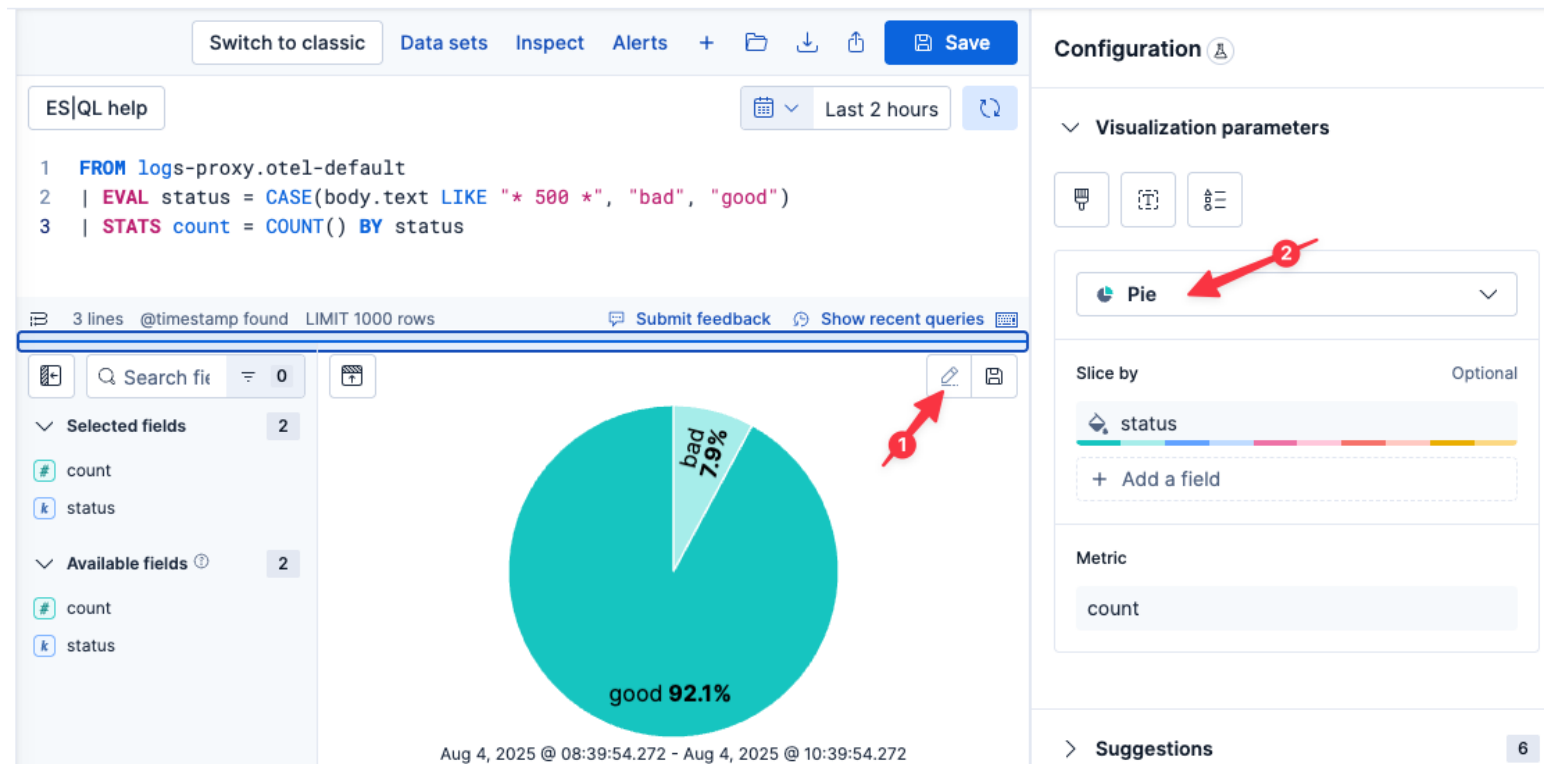 Switch to classic Data sets Inspect Alerts + Save
ES|QL help Last 2 hours
1 FROM logs-proxy.otel-default
2 | EVAL status = CASE(body.text LIKE "* 500 *", "bad", "good")
3 | STATS count = COUNT() BY status
3 lines @timestamp found LIMIT 1000 rows Submit feedback Show recent queries
Search fie 0
Selected fields 2
# count
k status
Available fields 2
# count
k status
1
bad
7.9%
good 92.1%
Aug 4, 2025 @ 08:39:54.272 - Aug 4, 2025 @ 10:39:54.272
Configuration
Visualization parameters
2
Pie
Slice by Optional
status
+ Add a field
Metric
count
Suggestions 6